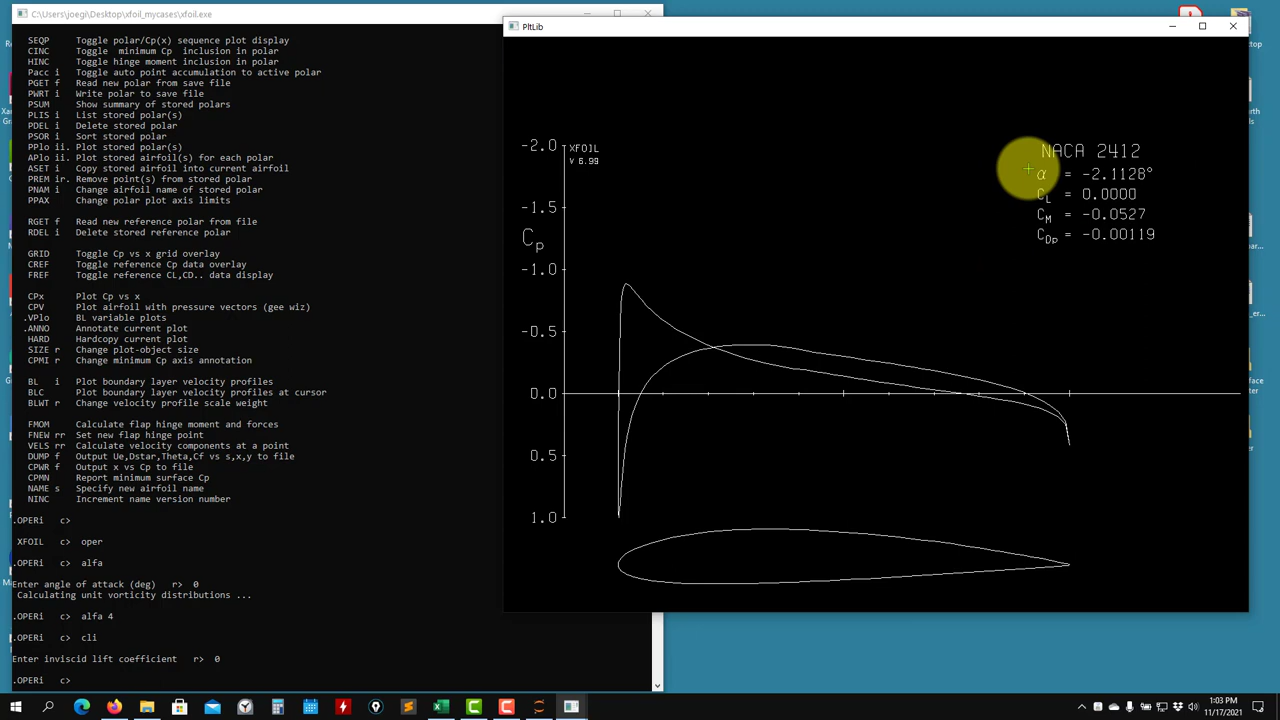 C:\Users\joegi\Desktop\xfoil_mycases\xfoil.exe
SEQP Toggle polar/Cp(x) sequence plot display
CINC Toggle minimum Cp inclusion in polar
HINC Toggle hinge moment inclusion in polar
Pacc i Toggle auto point accumulation to active polar
PGET f Read new polar from save file
PWRT i Write polar to save file
PSUM Show summary of stored polars
PLIS i List stored polar(s)
PDEL i Delete stored polar
PSOR i Sort stored polar
PPlo ii. Plot stored polar(s)
APlo ii. Plot stored airfoil(s) for each polar
ASET i Copy stored airfoil into current airfoil
PREM ir. Remove point(s) from stored polar
PNAM i Change airfoil name of stored polar
PPAX Change polar plot axis limits
RGET f Read new reference polar from file
RDEL i Delete stored reference polar
GRID Toggle Cp vs x grid overlay
CREF Toggle reference Cp data overlay
FREF Toggle reference CL,CD.. data display
CPx Plot Cp vs x
CPV Plot airfoil with pressure vectors (gee wiz)
.VPlo BL variable plots
.ANNO Annotate current plot
HARD Hardcopy current plot
SIZE r Change plot-object size
CPMI r Change minimum Cp axis annotation
BL i Plot boundary layer velocity profiles
BLC Plot boundary layer velocity profiles at cursor
BLWT r Change velocity profile scale weight
FMOM Calculate flap hinge moment and forces
FNEW rr Set new flap hinge point
VELS rr Calculate velocity components at a point
DUMP f Output Ue,Dstar,Theta,Cf vs s,x,y to file
CPWR f Output x vs Cp to file
CPMN Report minimum surface Cp
NAME s Specify new airfoil name
NINC Increment name version number
.OPERi c>
XFOIL c> oper
.OPERi c> alfa
Enter angle of attack (deg) r> 0
Calculating unit vorticity distributions ...
.OPERi c> alfa 4
.OPERi c> cli
Enter inviscid lift coefficient r> 0
.OPERi c>
PltLib
-2.0
XFOIL
V 6.99
-1.5
Cp
-1.0
-0.5
0.0
0.5
1.0
NACA 2412
α = -2.1128°
CL = 0.0000
CM = -0.0527
CDp = -0.00119
1:03 PM
11/17/2021